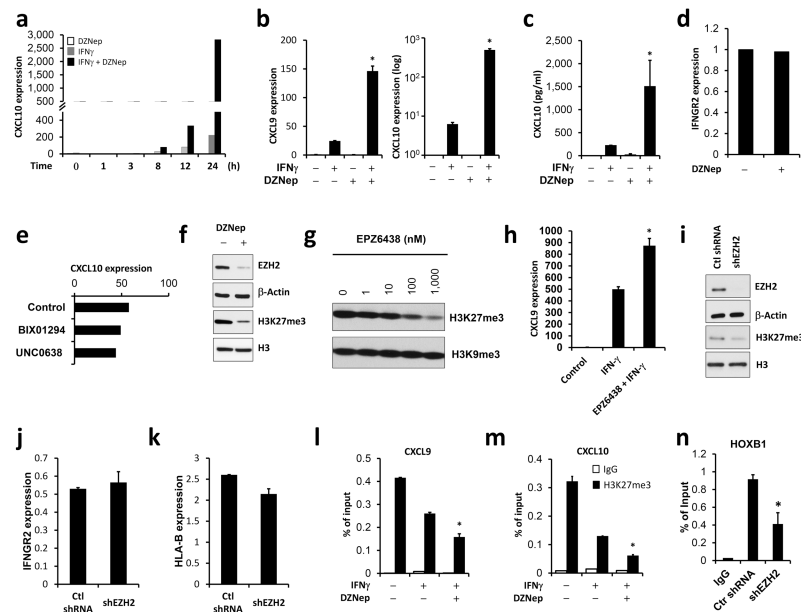 a
CXCL10 expression
3,000
2,500
2,000
1,500
1,000
500
500
200
0
DZNep
IFNγ
IFNγ + DZNep
Time 0 1 3 8 12 24 (h)
b
CXCL9 expression
200
150
100
50
0
CXCL10 expression (log)
10³
10²
10¹
10⁰
IFNγ – + – + – + – +
DZNep – – + + – – + +
c
CXCL10 (pg/ml)
2,500
2,000
1,500
1,000
500
0
*
IFNγ – + – +
DZNep – – + +
d
IFNGR2 expression
1.2
1
0.8
0.6
0.4
0.2
0
DZNep – +
e
CXCL10 expression
0 50 100
Control
BIX01294
UNC0638
f
DZNep
– +
EZH2
β-Actin
H3K27me3
H3
g
EPZ6438 (nM)
0 1 10 100 1,000
H3K27me3
H3K9me3
h
CXCL9 expression
1000
900
800
700
600
500
400
300
200
100
0
*
Control IFN-γ EPZ6438 + IFN-γ
i
Ctl shRNA shEZH2
EZH2
β-Actin
H3K27me3
H3
j
IFNGR2 expression
0.7
0.6
0.5
0.4
0.3
0.2
0.1
0
Ctl shRNA shEZH2
k
HLA-B expression
3
2.5
2
1.5
1
0.5
0
Ctl shRNA shEZH2
l
CXCL9
% of input
0.5
0.4
0.3
0.2
0.1
0
*
IFNγ – + +
DZNep – – +
m
CXCL10
% of input
0.4
0.3
0.2
0.1
0
IgG
H3K27me3
*
IFNγ – + +
DZNep – – +
n
HOXB1
% of Input
1.2
1
0.8
0.6
0.4
0.2
0
*
IgG Ctr shRNA shEZH2